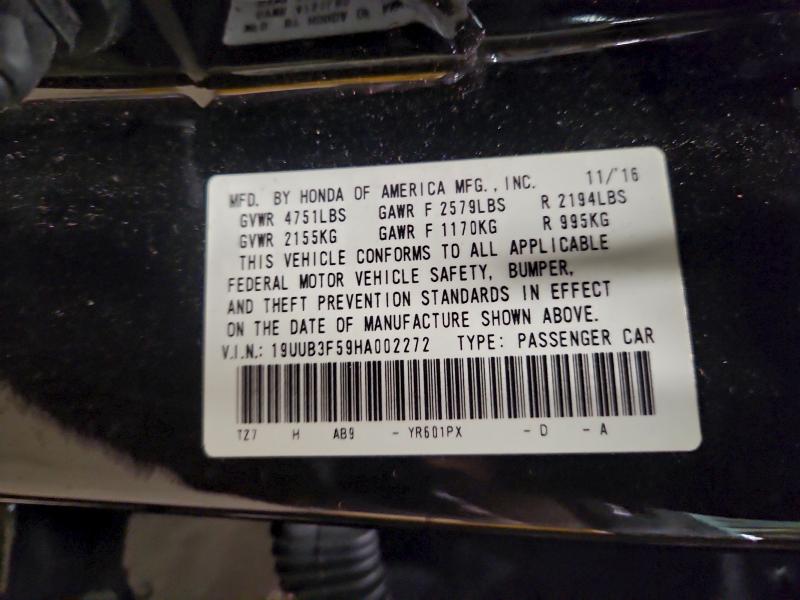 MFD. BY HONDA OF AMERICA MFG., INC. 11/'16
GVWR 4751LBS GAWR F 2579LBS R 2194LBS
GVWR 2155KG GAWR F 1170KG R 995KG
THIS VEHICLE CONFORMS TO ALL APPLICABLE
FEDERAL MOTOR VEHICLE SAFETY, BUMPER,
AND THEFT PREVENTION STANDARDS IN EFFECT
ON THE DATE OF MANUFACTURE SHOWN ABOVE.
V.I.N.: 19UUB3F59HA002272 TYPE: PASSENGER CAR
TZ7 H AB9 - YR601PX - D - A